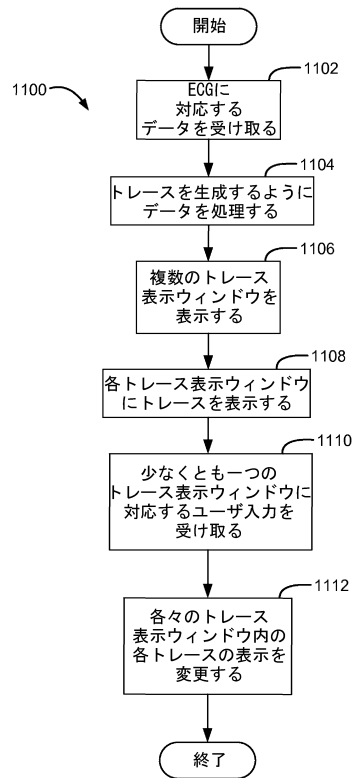 開始
1100
1102
ECGに
対応する
データを受け取る
1104
トレースを生成するように
データを処理する
1106
複数のトレース
表示ウィンドウを
表示する
1108
各トレース表示ウィンドウ
にトレースを表示する
1110
少なくとも一つの
トレース表示ウィンドウに
対応するユーザ入力を
受け取る
1112
各々のトレース
表示ウィンドウ内の
各トレースの表示を
変更する
終了